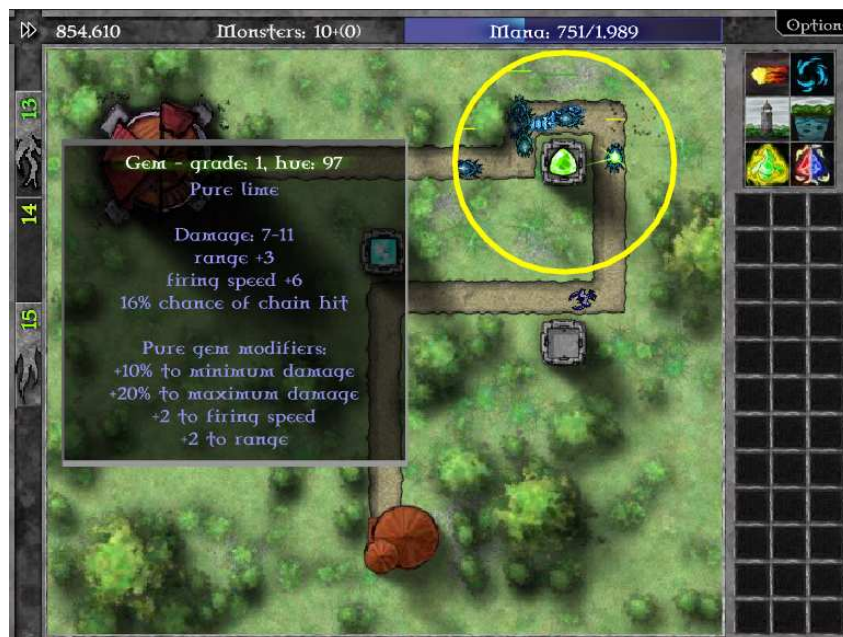 854.610 Monsters: 10+(0) Mana: 751/1,989 Option
13
14
15
Gem - grade: 1, hue: 97
Pure lime
Damage: 7-11
range +3
firing speed +6
16% chance of chain hit
Pure gem modifiers:
+10% to minimum damage
+20% to maximum damage
+2 to firing speed
+2 to range